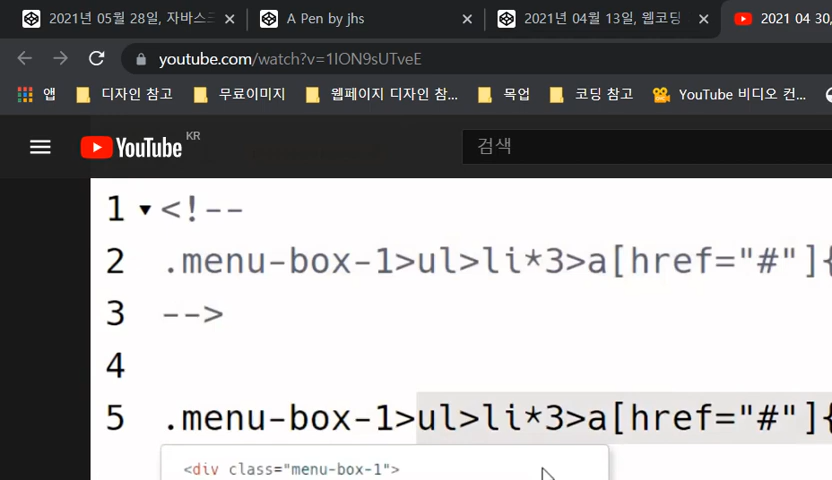 2021년 05월 28일, 자바스크
A Pen by jhs
2021년 04월 13일, 웹코딩
2021 04 30,
youtube.com/watch?v=1ION9sUTveE
앱 디자인 참고 무료이미지 웹페이지 디자인 참... 목업 코딩 참고 YouTube 비디오 컨...
YouTube KR 검색
1 <!--
2 .menu-box-1>ul>li*3>a[href="#"]{
3 -->
4
5 .menu-box-1>ul>li*3>a[href="#"]{
<div class="menu-box-1">